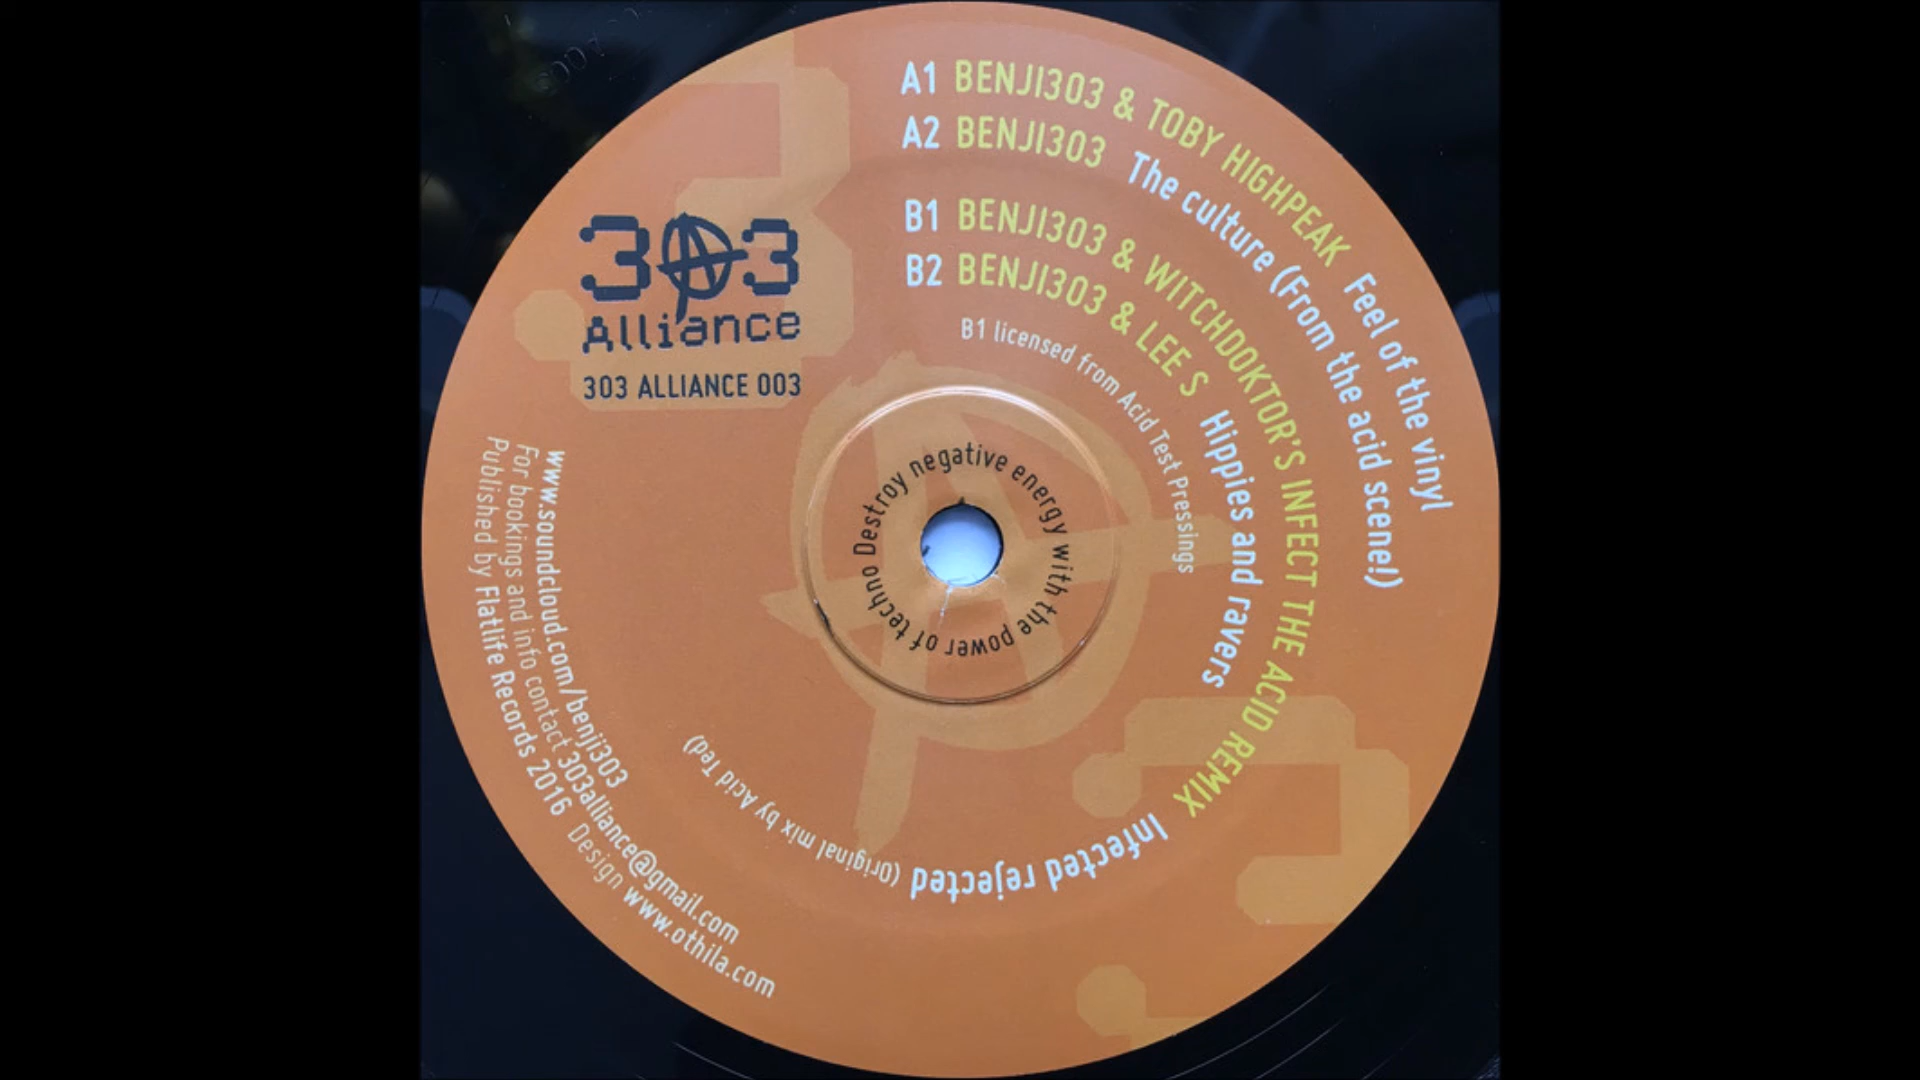 A1 BENJI303 & TOBY HIGHPEAK Feel of the vinyl
A2 BENJI303 The culture (From the acid scene!)
B1 BENJI303 & WITCHDOKTOR'S INFECT THE ACID REMIX Infected rejected (Original mix by Acid Ted)
B2 BENJI303 & LEE S Hippies and ravers
B1 licensed from Acid Test Pressings
303
Alliance
303 ALLIANCE 003
Destroy negative energy with the power of techno
www.soundcloud.com/benji303
For bookings and info contact 303alliance@gmail.com
Published by Flatlife Records 2016 Design www.othila.com